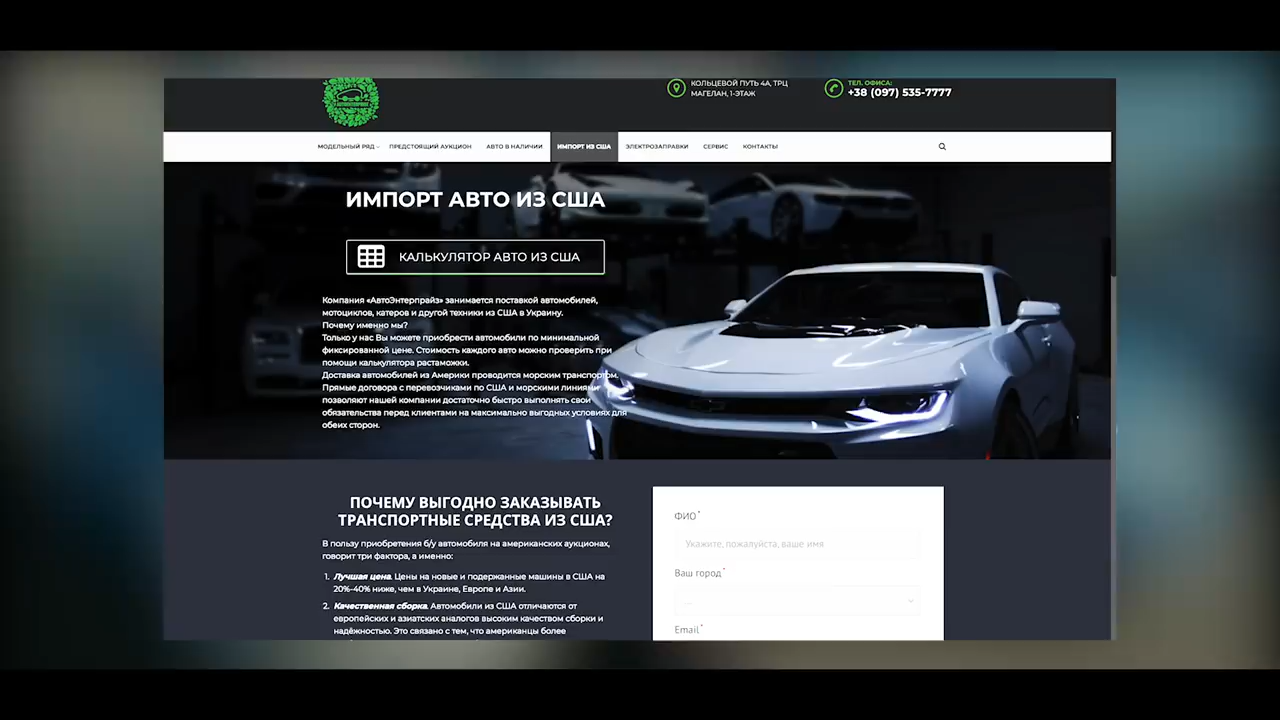 КОЛЬЦЕВОЙ ПУТЬ 4А, ТРЦ
МАГЕЛАН, 1-ЭТАЖ
ТЕЛ. ОФИСА:
+38 (097) 535-7777
МОДЕЛЬНЫЙ РЯД ПРЕДСТОЯЩИЙ АУКЦИОН АВТО В НАЛИЧИИ ИМПОРТ ИЗ США ЭЛЕКТРОЗАПРАВКИ СЕРВИС КОНТАКТЫ
ИМПОРТ АВТО ИЗ США
КАЛЬКУЛЯТОР АВТО ИЗ США
Компания «АвтоЭнтерпрайз» занимается поставкой автомобилей,
мотоциклов, катеров и другой техники из США в Украину.
Почему именно мы?
Только у нас Вы можете приобрести автомобили по минимальной
фиксированной цене. Стоимость каждого авто можно проверить при
помощи калькулятора растаможки.
Доставка автомобилей из Америки проводится морским транспортом.
Прямые договора с перевозчиками по США и морскими линиями
позволяют нашей компании достаточно быстро выполнять свои
обязательства перед клиентами на максимально выгодных условиях для
обеих сторон.
ПОЧЕМУ ВЫГОДНО ЗАКАЗЫВАТЬ
ТРАНСПОРТНЫЕ СРЕДСТВА ИЗ США?
В пользу приобретения б/у автомобиля на американских аукционах,
говорит три фактора, а именно:
1. Лучшая цена. Цены на новые и подержанные машины в США на
20%-40% ниже, чем в Украине, Европе и Азии.
2. Качественная сборка. Автомобили из США отличаются от
европейских и азиатских аналогов высоким качеством сборки и
надёжностью. Это связано с тем, что американцы более
ФИО*
Укажите, пожалуйста, ваше имя
Ваш город*
...
Email*